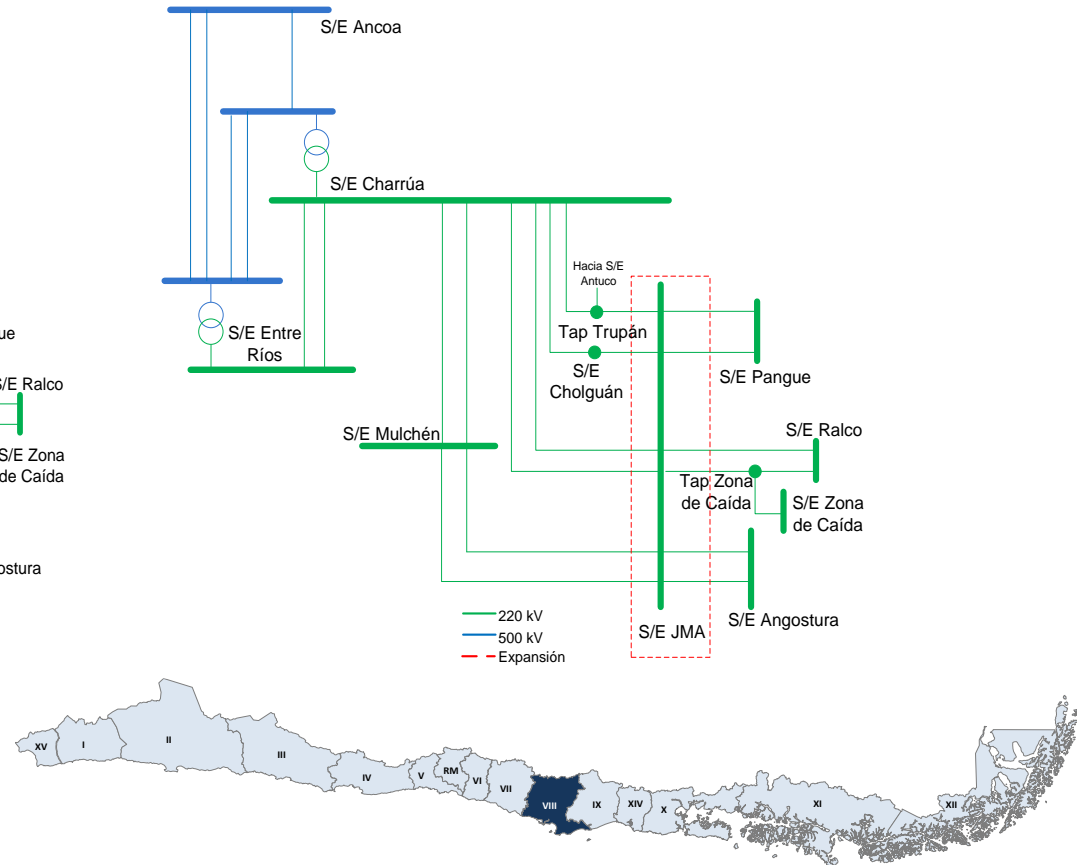 S/E Ancoa
S/E Charrúa
Hacia S/E
Antuco
Tap Trupán
S/E
Cholguán
S/E Pangue
S/E Entre
Ríos
S/E Mulchén
S/E Ralco
Tap Zona
de Caída
S/E Zona
de Caída
S/E Angostura
S/E JMA
220 kV
500 kV
Expansión
ue
S/E Ralco
S/E Zona
de Caída
ostura
XV
I
II
III
IV
V
RM
VI
VII
VIII
IX
XIV
X
XI
XII